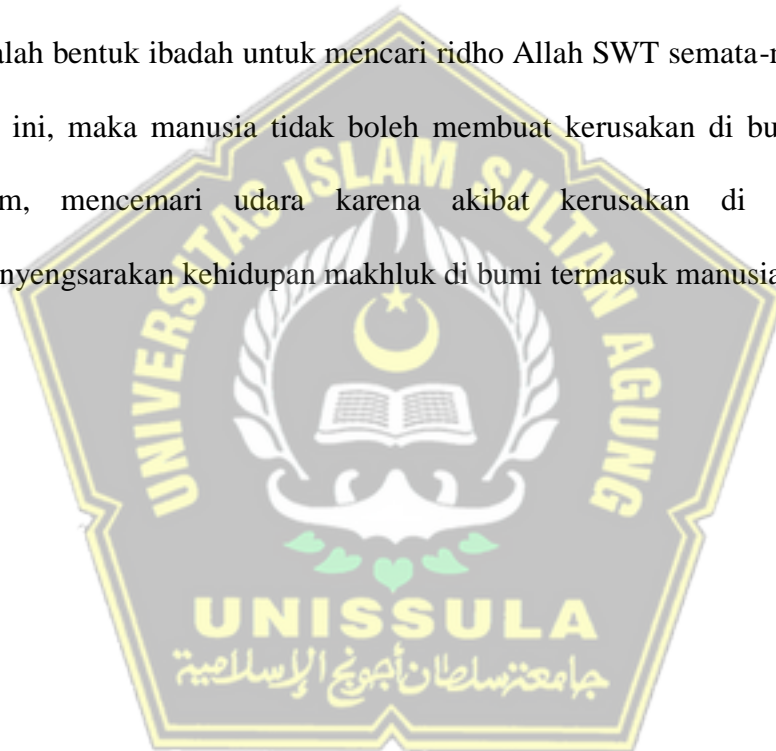 alah bentuk ibadah untuk mencari ridho Allah SWT semata-
ini, maka manusia tidak boleh membuat kerusakan di bu
m, mencemari udara karena akibat kerusakan di
nyengsarakan kehidupan makhluk di bumi termasuk manusia
UNIVERSITAS ISLAM SULTAN AGUNG
UNISSULA
جامعة سلطان أجونج الإسلامية